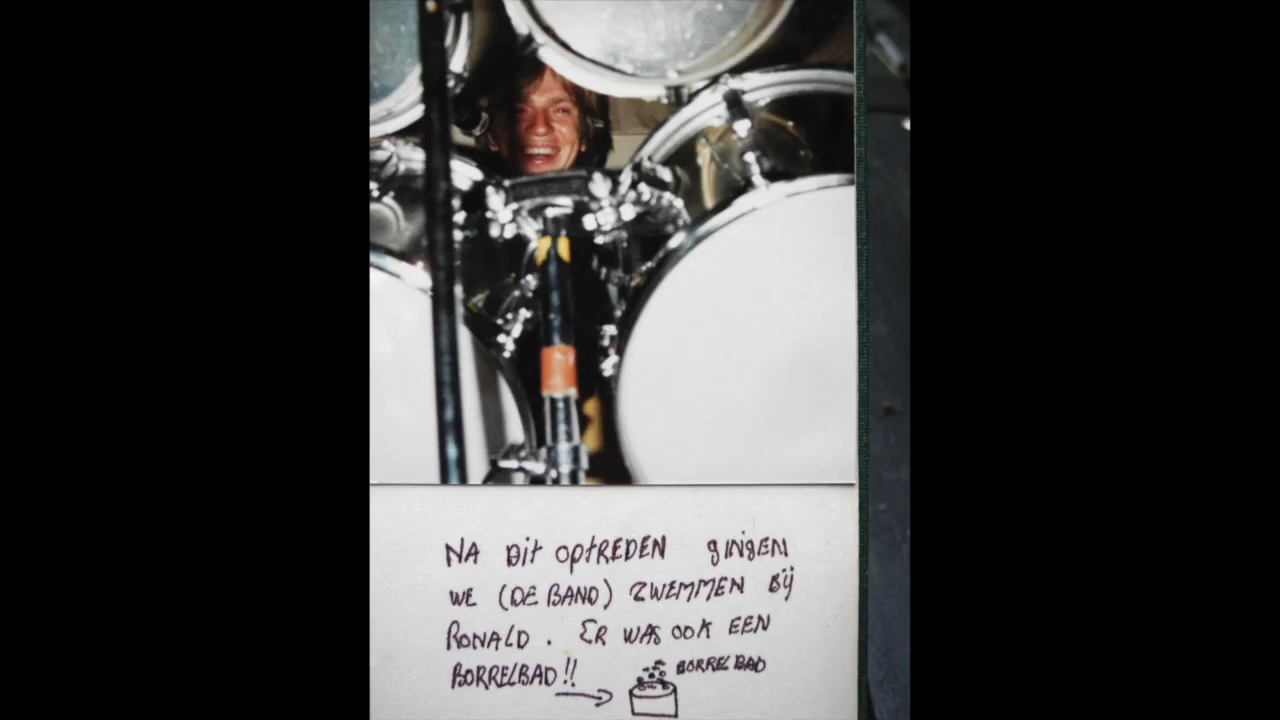 NA Dit optREDEN gingEN
WE (DE BAND) ZWEMMEN Bij
RONALD. ER WAS OOK EEN
BORRELBAD!!
BORRELBAD